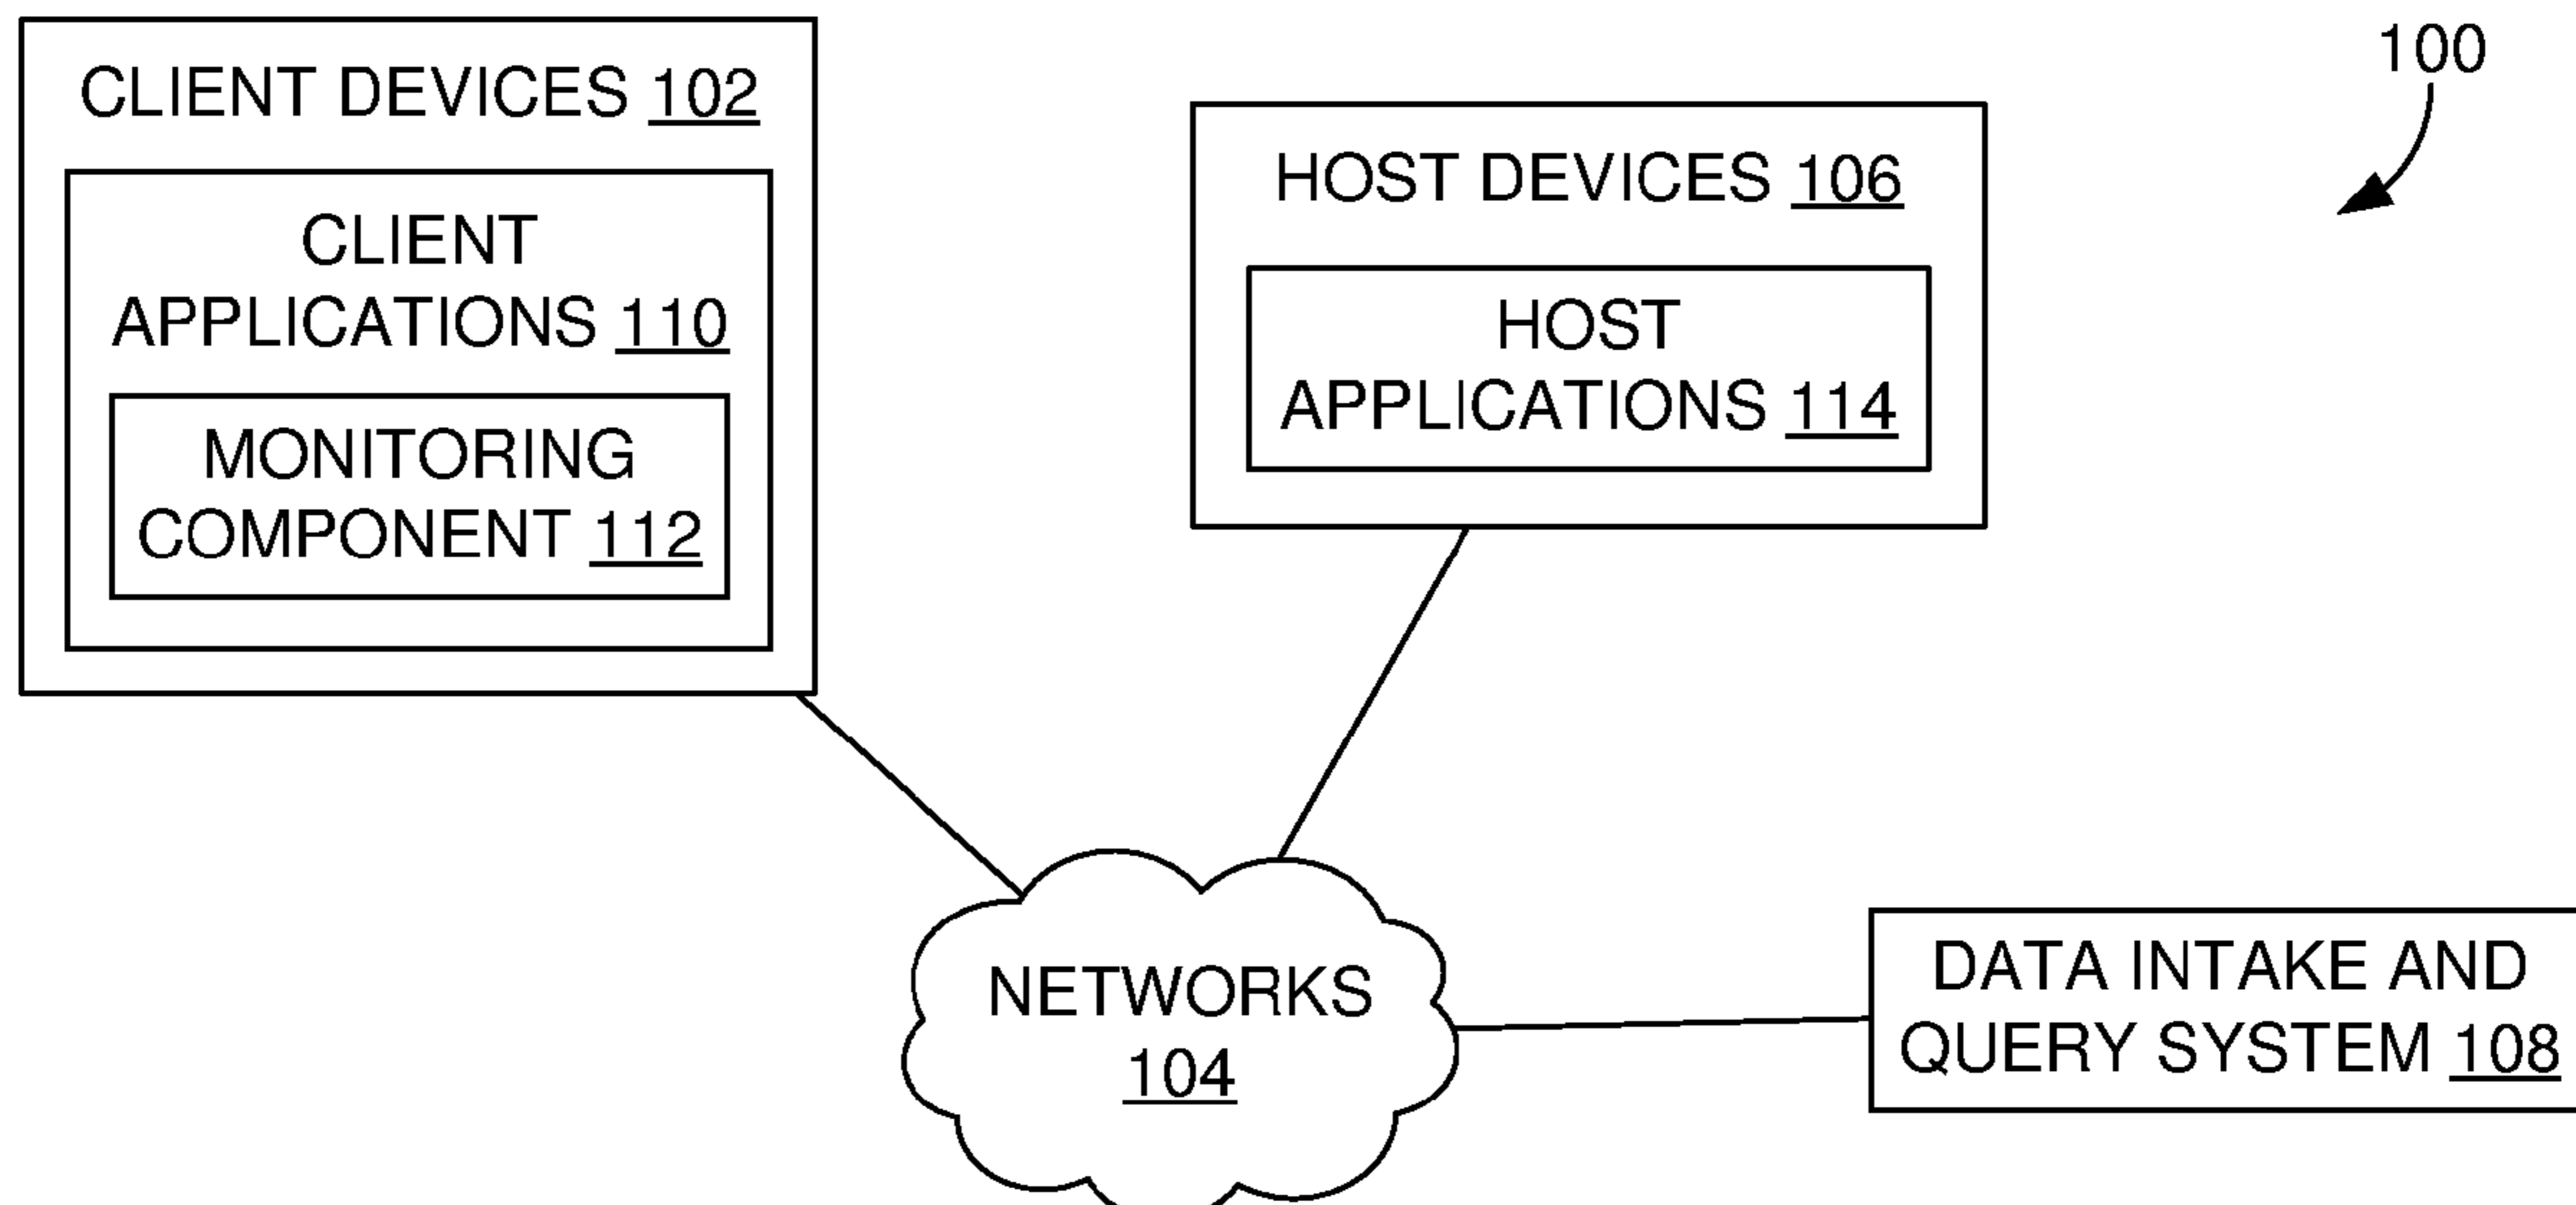 CLIENT DEVICES 102
CLIENT
APPLICATIONS 110
MONITORING
COMPONENT 112
HOST DEVICES 106
HOST
APPLICATIONS 114
100
NETWORKS
104
DATA INTAKE AND
QUERY SYSTEM 108